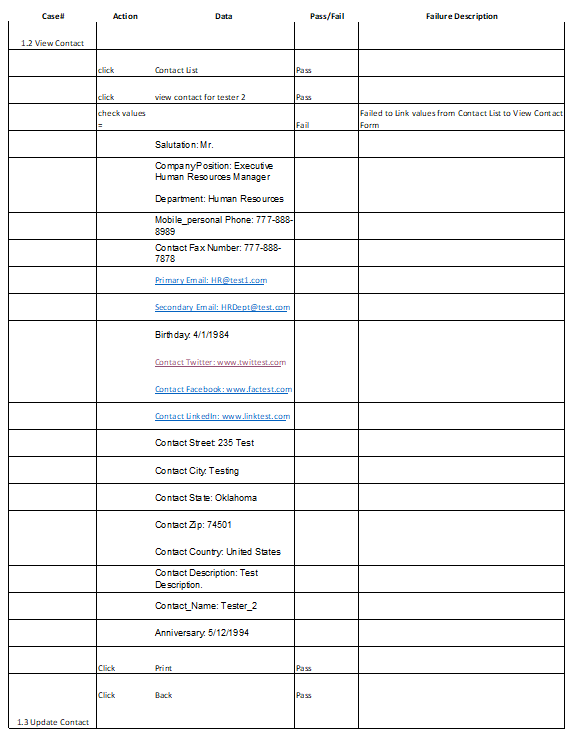 Case# Action Data Pass/Fail Failure Description
1.2 View Contact
click Contact List Pass
click view contact for tester 2 Pass
check values
= Fail Failed to Link values from Contact List to View Contact
Form
Salutation: Mr.
Company Position: Executive
Human Resources Manager
Department: Human Resources
Mobile_personal Phone: 777-888-
8989
Contact Fax Number: 777-888-
7878
Primary Email: HR@test1.com
Secondary Email: HRDept@test.com
Birthday: 4/1/1984
Contact Twitter: www.twittest.com
Contact Facebook: www.factest.com
Contact LinkedIn: www.linktest.com
Contact Street: 235 Test
Contact City: Testing
Contact State: Oklahoma
Contact Zip: 74501
Contact Country: United States
Contact Description: Test
Description.
Contact_Name: Tester_2
Anniversary: 5/12/1994
Click Print Pass
Click Back Pass
1.3 Update Contact